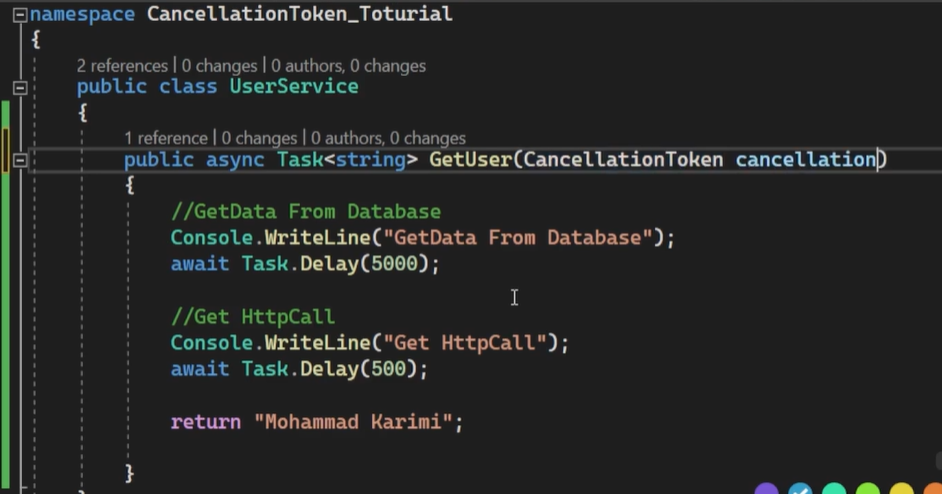 namespace CancellationToken_Toturial
{
2 references | 0 changes | 0 authors, 0 changes
public class UserService
{
1 reference | 0 changes | 0 authors, 0 changes
public async Task<string> GetUser(CancellationToken cancellation)
{
//GetData From Database
Console.WriteLine("GetData From Database");
await Task.Delay(5000);
//Get HttpCall
Console.WriteLine("Get HttpCall");
await Task.Delay(500);
return "Mohammad Karimi";
}